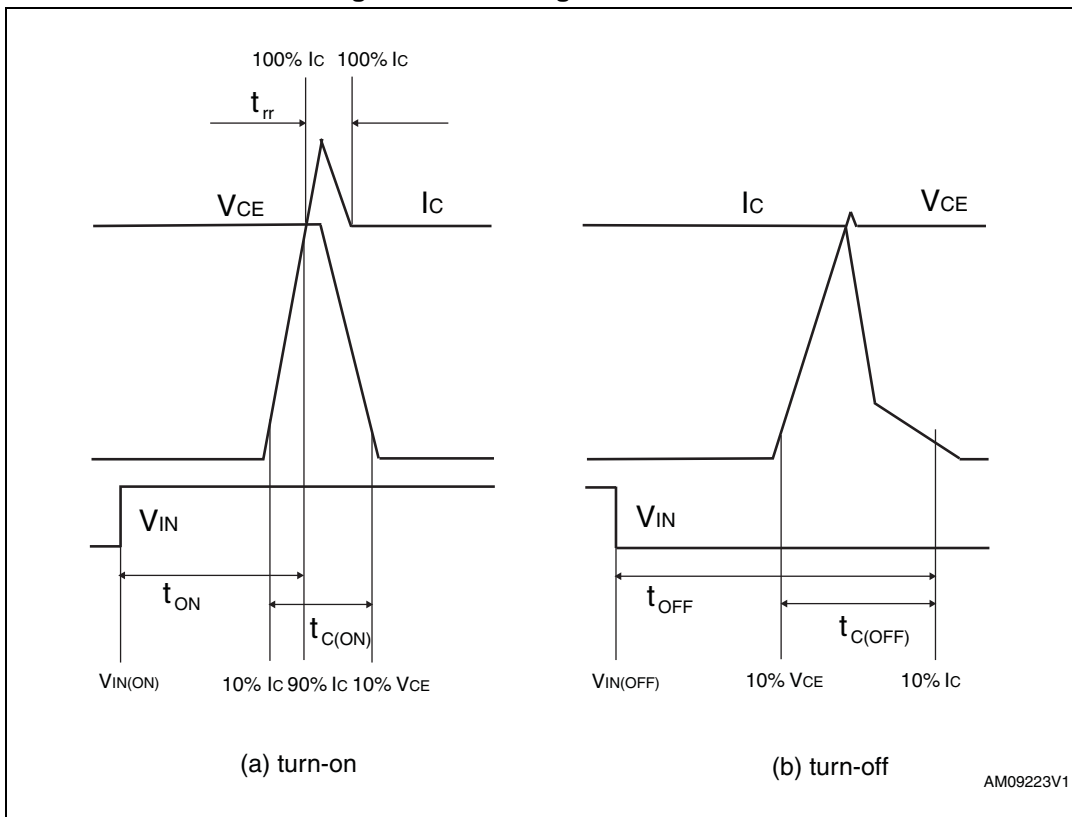 100% IC 100% IC
trr
VCE IC
VIN
tON
tC(ON)
VIN(ON) 10% IC 90% IC 10% VCE
(a) turn-on
IC VCE
VIN
tOFF
tC(OFF)
VIN(OFF) 10% VCE 10% IC
(b) turn-off
AM09223V1